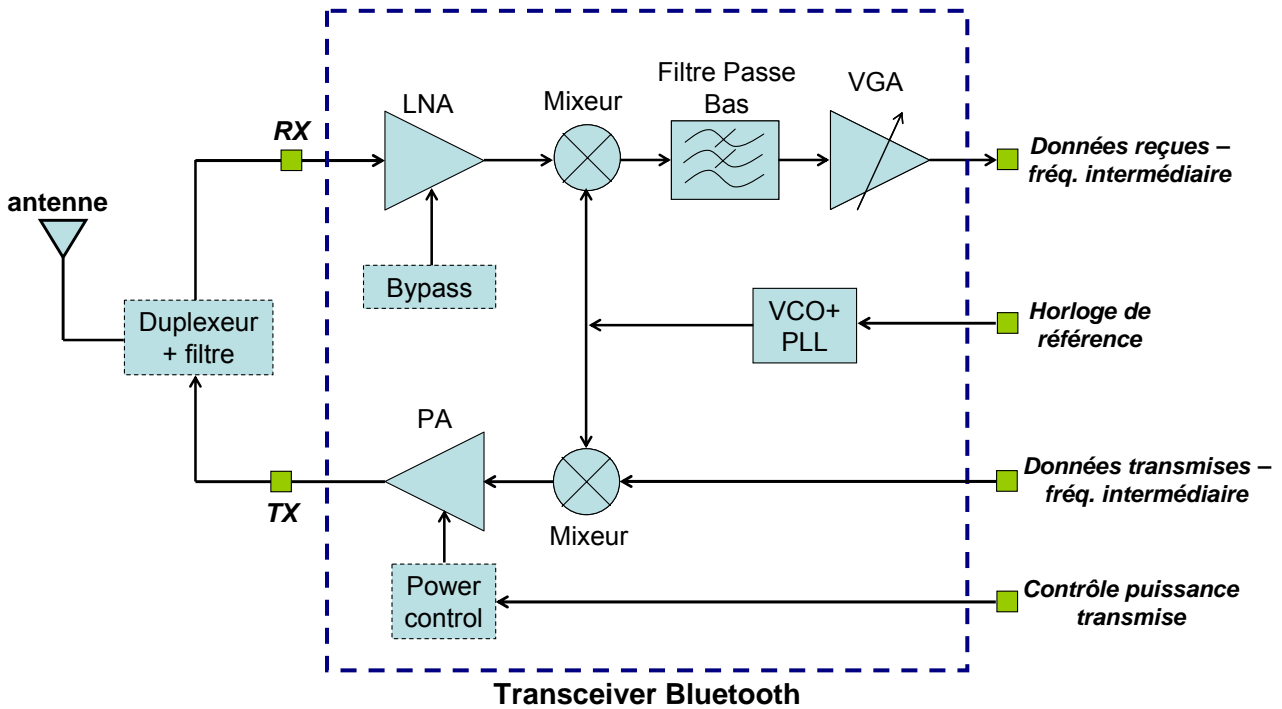 LNA
Mixeur
Filtre Passe
Bas
VGA
RX
Données reçues –
fréq. intermédiaire
antenne
Bypass
Duplexeur
+ filtre
VCO+
PLL
Horloge de
référence
PA
TX
Mixeur
Données transmises –
fréq. intermédiaire
Power
control
Contrôle puissance
transmise
Transceiver Bluetooth